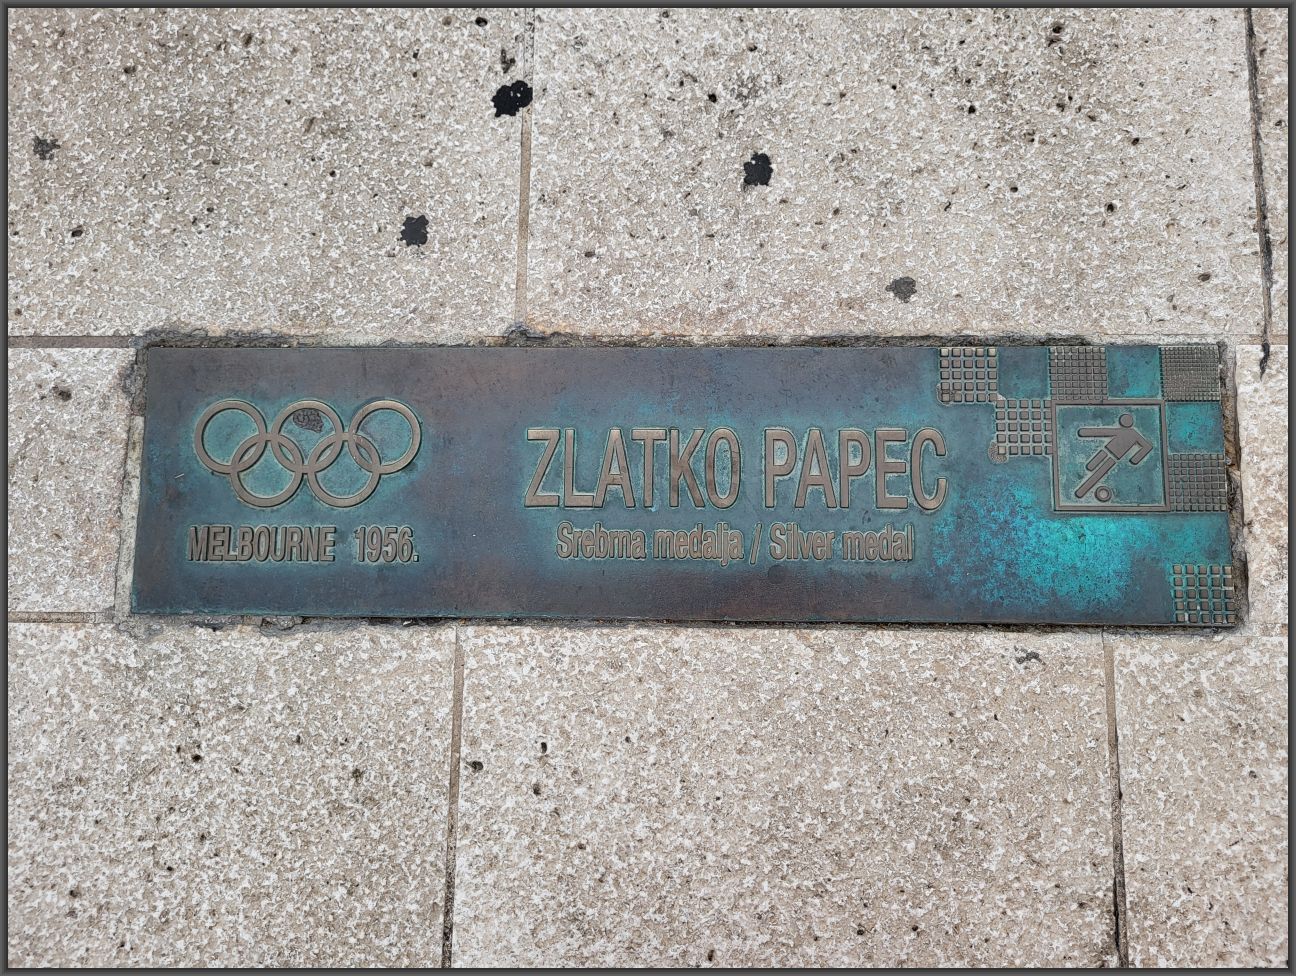 ZLATKO PAPEC
Srebrna medalja / Silver medal
MELBOURNE 1956.